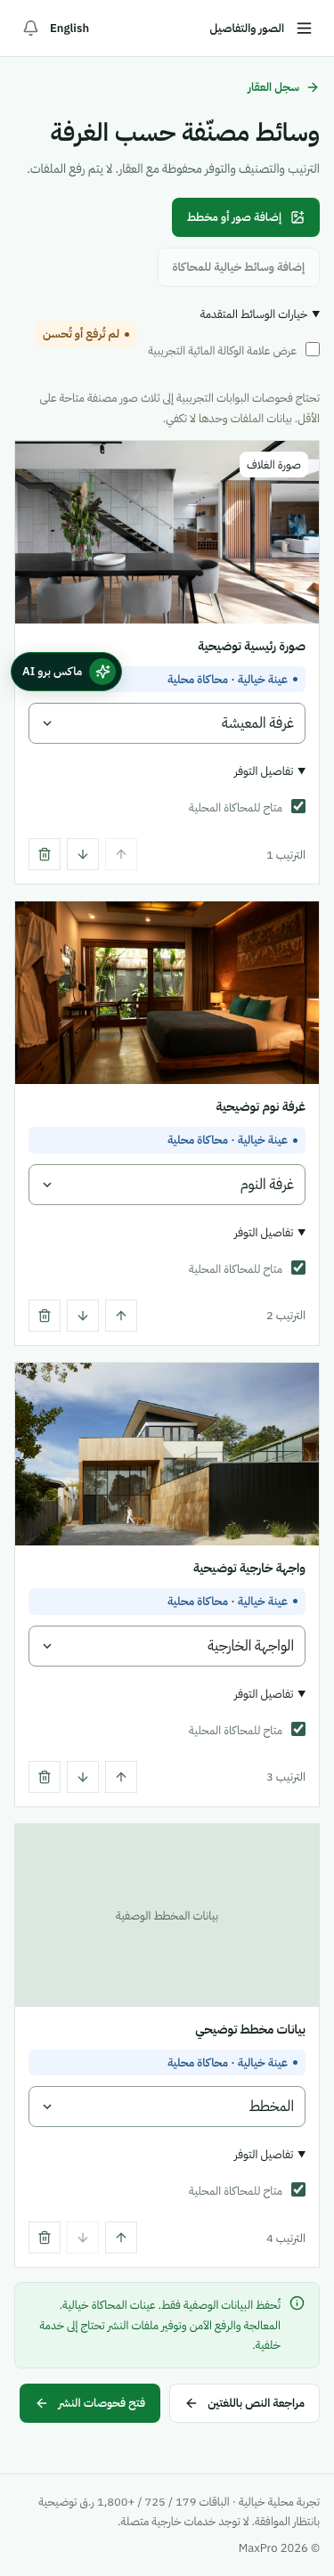 الصور والتفاصيل
English
سجل العقار
وسائط مصنّفة حسب الغرفة
الترتيب والتصنيف والتوفر محفوظة مع العقار. لا يتم رفع الملفات.
إضافة صور أو مخطط
إضافة وسائط خيالية للمحاكاة
خيارات الوسائط المتقدمة
لم تُرفع أو تُحسن
عرض علامة الوكالة المائية التجريبية
تحتاج فحوصات البوابات التجريبية إلى ثلاث صور مصنفة متاحة على
الأقل. بيانات الملفات وحدها لا تكفي.
صورة الغلاف
صورة رئيسية توضيحية
عينة خيالية · محاكاة محلية
ماكس برو AI
غرفة المعيشة
تفاصيل التوفر
متاح للمحاكاة المحلية
الترتيب 1
غرفة نوم توضيحية
عينة خيالية · محاكاة محلية
غرفة النوم
تفاصيل التوفر
متاح للمحاكاة المحلية
الترتيب 2
واجهة خارجية توضيحية
عينة خيالية · محاكاة محلية
الواجهة الخارجية
تفاصيل التوفر
متاح للمحاكاة المحلية
الترتيب 3
بيانات المخطط الوصفية
بيانات مخطط توضيحي
عينة خيالية · محاكاة محلية
المخطط
تفاصيل التوفر
متاح للمحاكاة المحلية
الترتيب 4
تُحفظ البيانات الوصفية فقط. عينات المحاكاة خيالية.
المعالجة والرفع الآمن وتوفير ملفات النشر تحتاج إلى خدمة
خلفية.
مراجعة النص باللغتين
فتح فحوصات النشر
تجربة محلية خيالية · الباقات 179 / 725 / +1,800 ر.ق توضيحية
بانتظار الموافقة. لا توجد خدمات خارجية متصلة.
© 2026 MaxPro